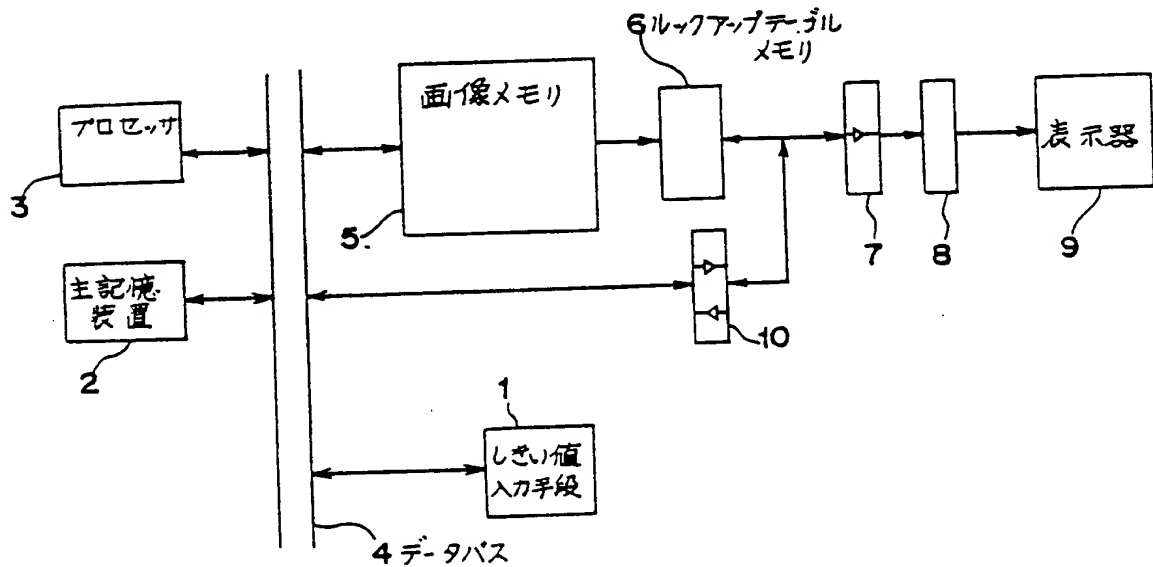 6 ルックアップテーブル
メモリ
画像メモリ
プロセッサ
表示器
3
5.
7
8
9
主記憶
装置
10
2
1
しきい値
入力手段
4 データバス